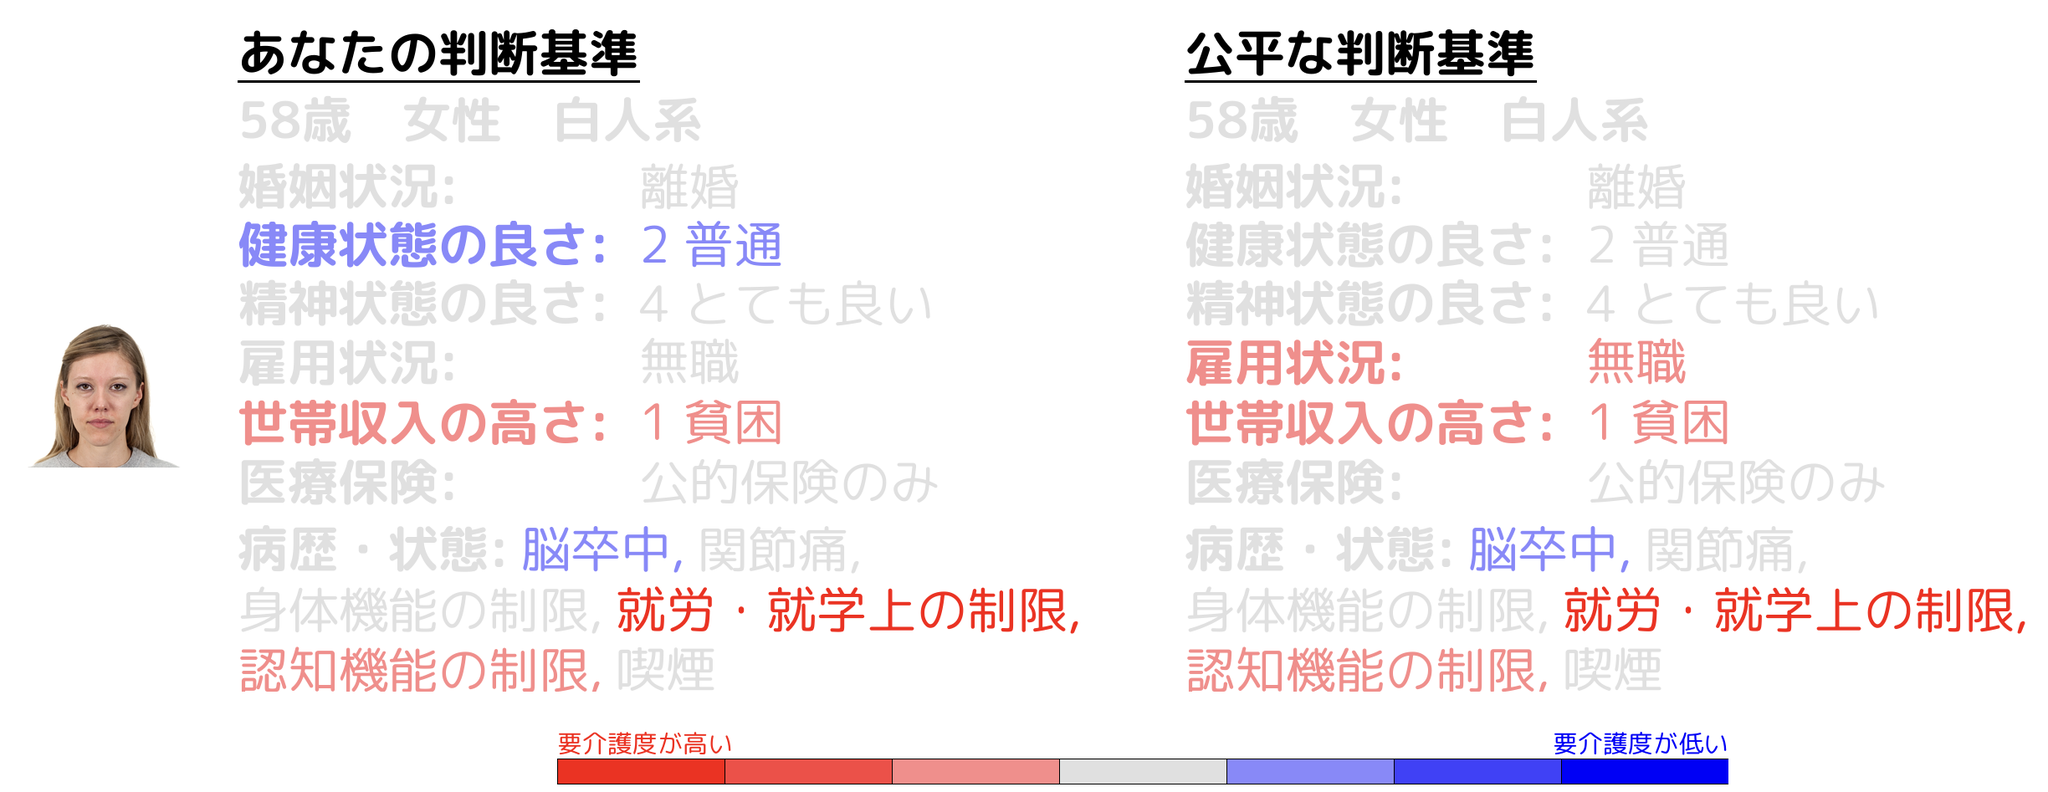 あなたの判断基準
58歳　女性　白人系
婚姻状況: 離婚
健康状態の良さ: 2 普通
精神状態の良さ: 4 とても良い
雇用状況: 無職
世帯収入の高さ: 1 貧困
医療保険: 公的保険のみ
病歴・状態: 脳卒中, 関節痛,
身体機能の制限, 就労・就学上の制限,
認知機能の制限, 喫煙
公平な判断基準
58歳　女性　白人系
婚姻状況: 離婚
健康状態の良さ: 2 普通
精神状態の良さ: 4 とても良い
雇用状況: 無職
世帯収入の高さ: 1 貧困
医療保険: 公的保険のみ
病歴・状態: 脳卒中, 関節痛,
身体機能の制限, 就労・就学上の制限,
認知機能の制限, 喫煙
要介護度が高い
要介護度が低い